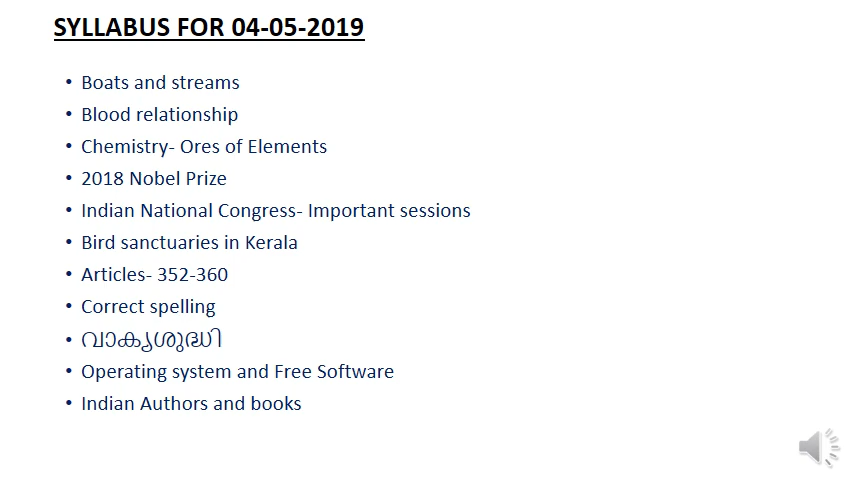 SYLLABUS FOR 04-05-2019
• Boats and streams
• Blood relationship
• Chemistry- Ores of Elements
• 2018 Nobel Prize
• Indian National Congress- Important sessions
• Bird sanctuaries in Kerala
• Articles- 352-360
• Correct spelling
• വാക്യശുദ്ധി
• Operating system and Free Software
• Indian Authors and books